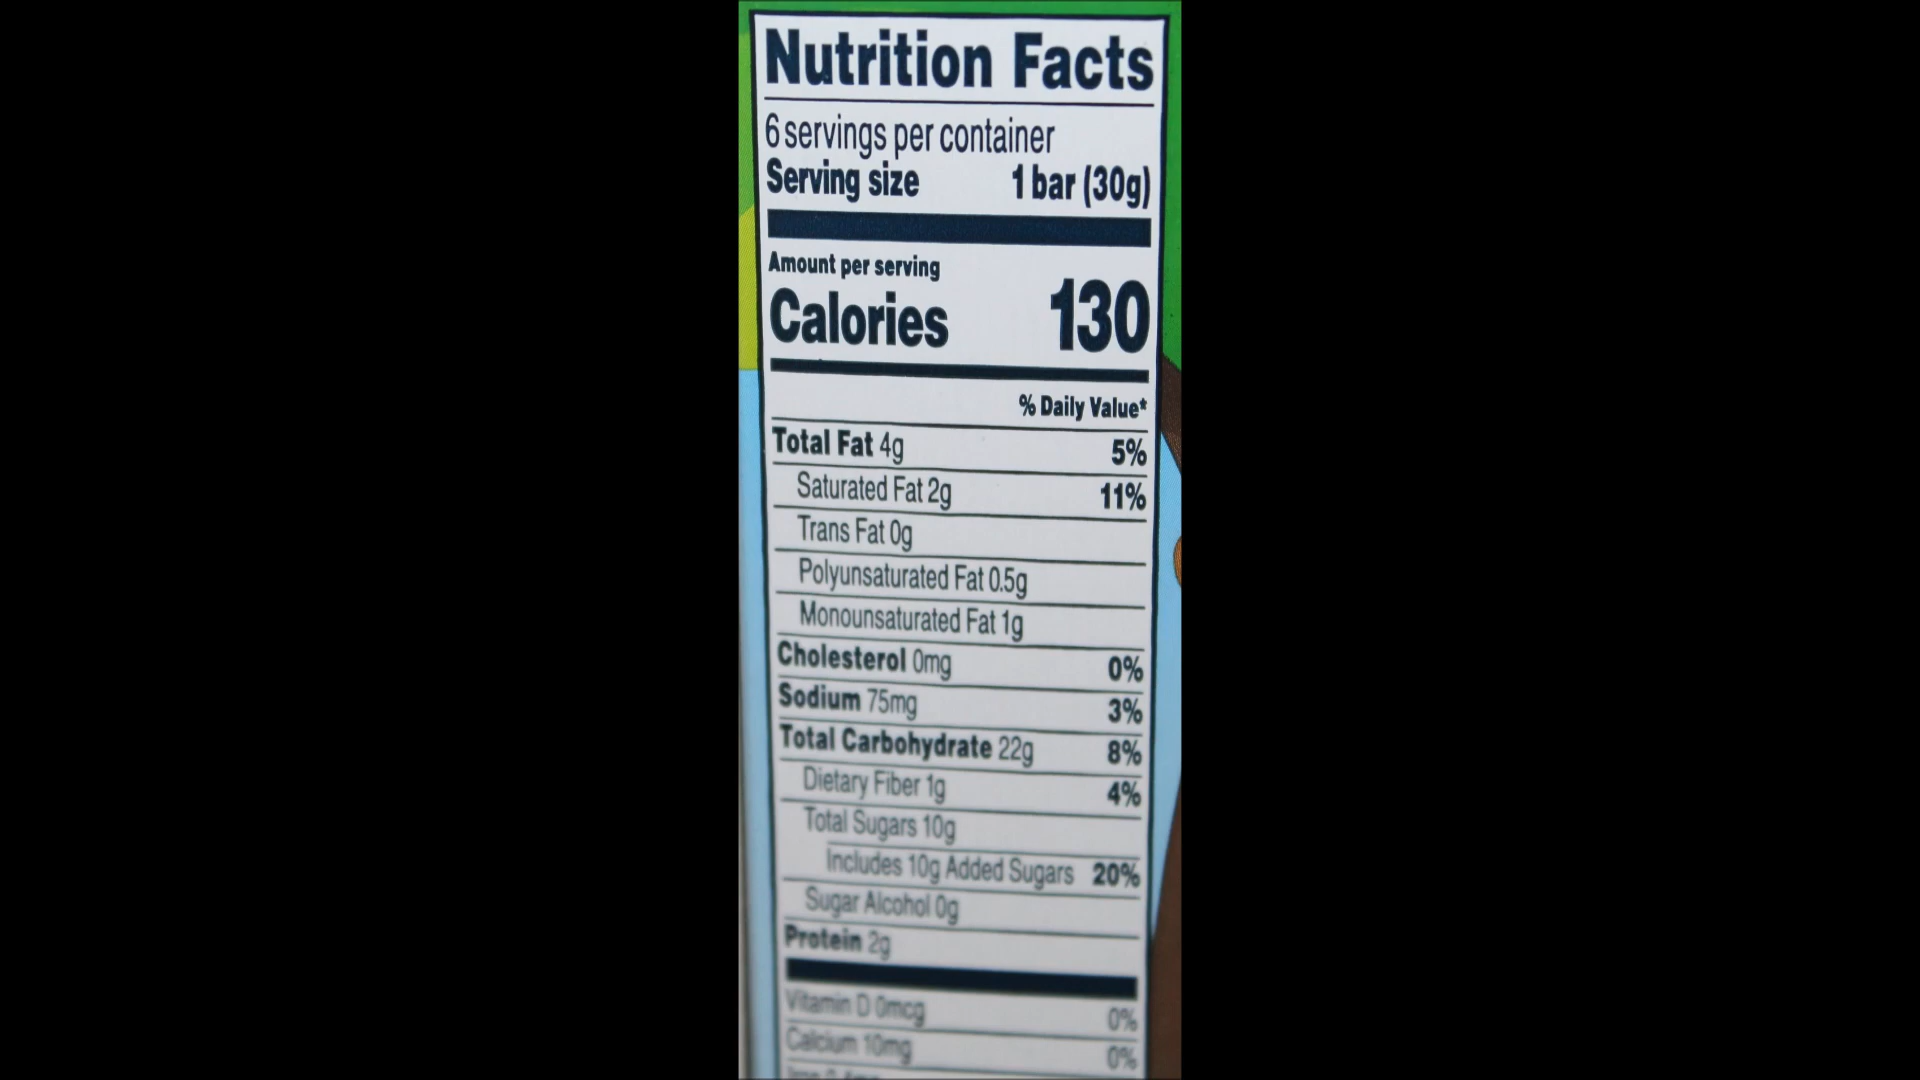 Nutrition Facts
6 servings per container
Serving size 1 bar (30g)
Amount per serving
Calories 130
% Daily Value*
Total Fat 4g 5%
Saturated Fat 2g 11%
Trans Fat 0g
Polyunsaturated Fat 0.5g
Monounsaturated Fat 1g
Cholesterol 0mg 0%
Sodium 75mg 3%
Total Carbohydrate 22g 8%
Dietary Fiber 1g 4%
Total Sugars 10g
Includes 10g Added Sugars 20%
Sugar Alcohol 0g
Protein 2g
Vitamin D 0mcg 0%
Calcium 10mg 0%